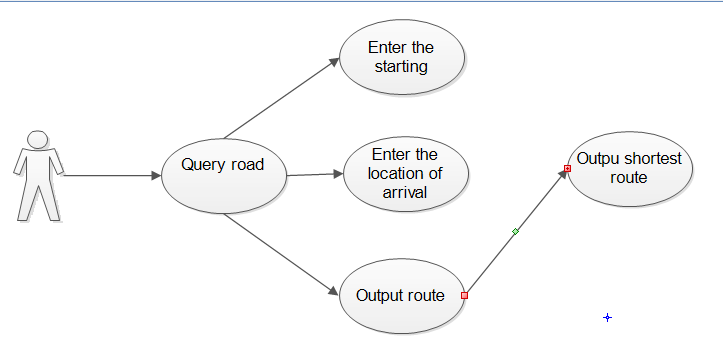 Enter the
starting
Query road
Enter the
location of
arrival
Outpu shortest
route
Output route